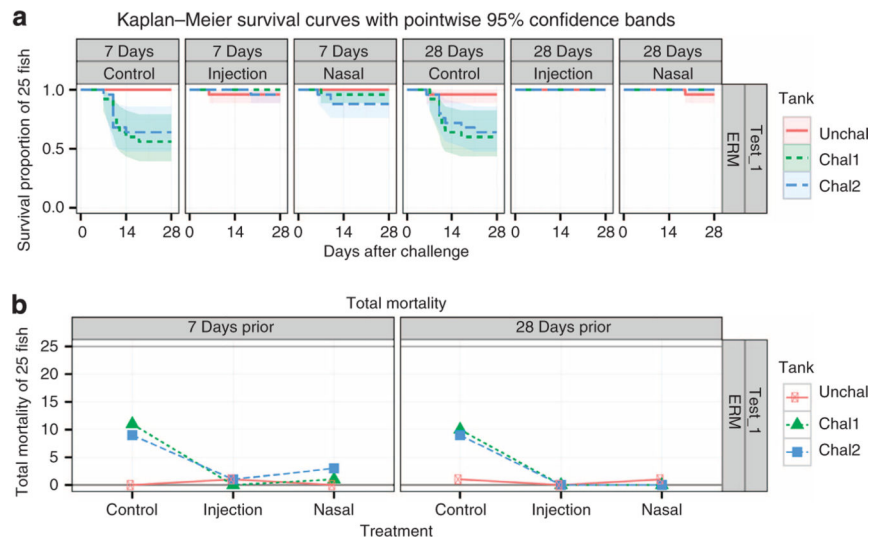 a
Kaplan–Meier survival curves with pointwise 95% confidence bands
7 Days 7 Days 7 Days 28 Days 28 Days 28 Days
Control Injection Nasal Control Injection Nasal
Survival proportion of 25 fish
1.0
0.5
0.0
0 14 28 0 14 28 0 14 28 0 14 28 0 14 28 0 14 28
Days after challenge
Test_1
ERM
Tank
Unchal
Chal1
Chal2
b
Total mortality
7 Days prior 28 Days prior
Total mortality of 25 fish
25
20
15
10
5
0
Control Injection Nasal Control Injection Nasal
Treatment
Test_1
ERM
Tank
Unchal
Chal1
Chal2